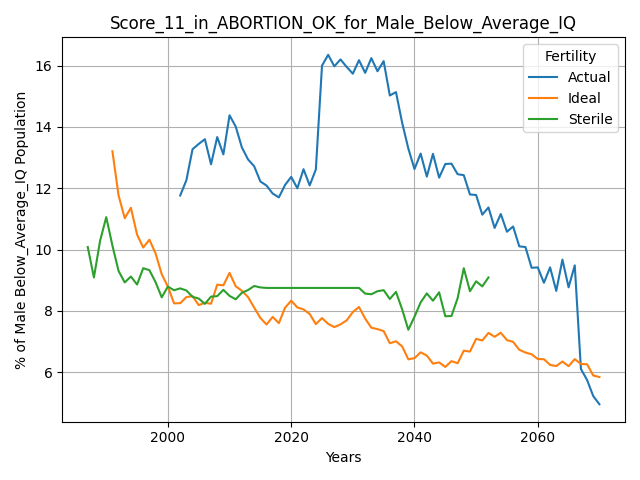 Score_11_in_ABORTION_OK_for_Male_Below_Average_IQ
% of Male Below_Average_IQ Population
16
14
12
10
8
6
Fertility
Actual
Ideal
Sterile
2000 2020 2040 2060
Years